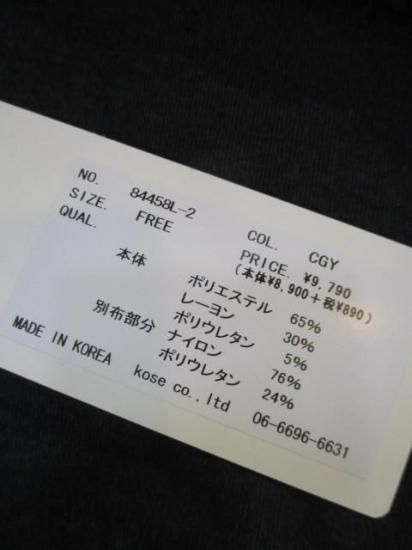 NO. 84458L-2 COL. CGY
SIZE. FREE PRICE. ¥9,790
(本体¥8,900+税¥890)
QUAL.
本体 ポリエステル 65%
レーヨン 30%
ポリウレタン 5%
別布部分 ナイロン 76%
ポリウレタン 24%
MADE IN KOREA kose co.,ltd 06-6696-6631